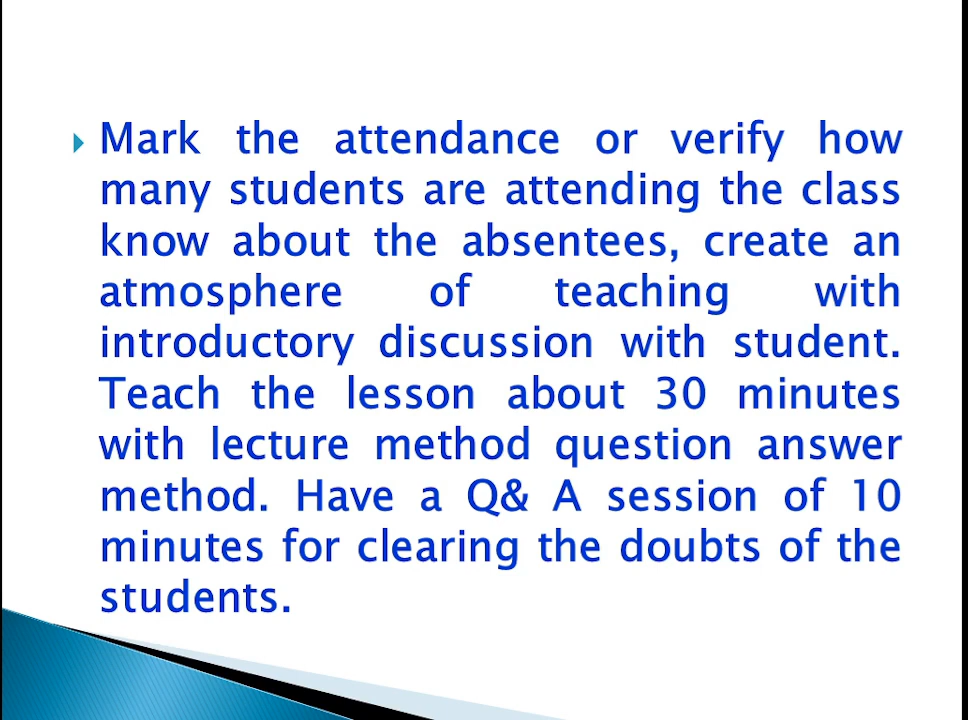 Mark the attendance or verify how
many students are attending the class
know about the absentees, create an
atmosphere of teaching with
introductory discussion with student.
Teach the lesson about 30 minutes
with lecture method question answer
method. Have a Q& A session of 10
minutes for clearing the doubts of the
students.